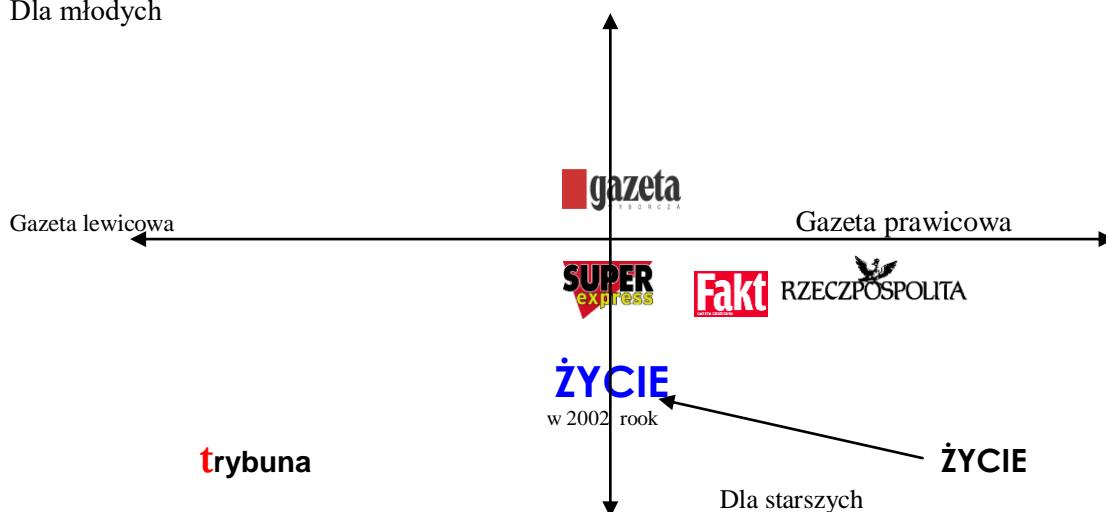 Dla młodych
gazeta
WYBORCZA
Gazeta lewicowa
Gazeta prawicowa
SUPER
express
Fakt
RZECZPOSPOLITA
ŻYCIE
w 2002 rook
trybuna
ŻYCIE
Dla starszych